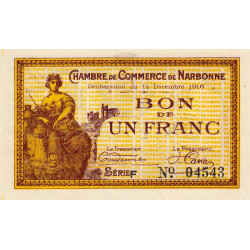 CHAMBRE DE COMMERCE DE NARBONNE
Délibération du 14 Décembre 1916
BON
DE
UN FRANC
Le Trésorier
Le Président
SÉRIE F Nº 04543